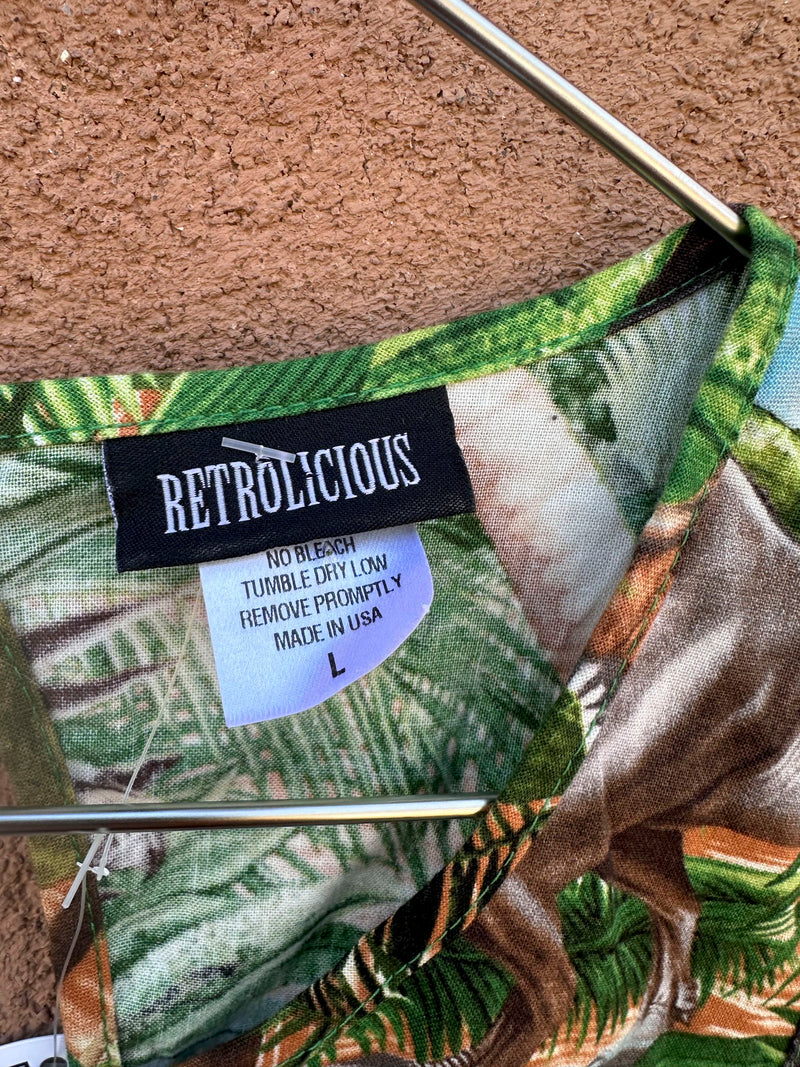 RETROLICIOUS
NO BLEACH
TUMBLE DRY LOW
REMOVE PROMPTLY
MADE IN USA
L